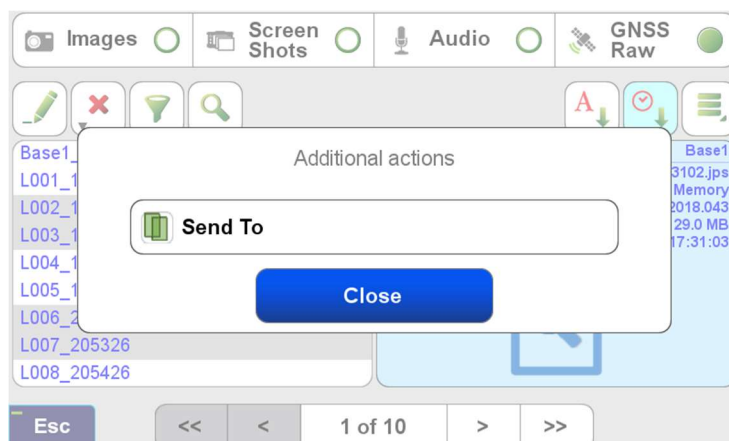 Images
Screen
Shots
Audio
GNSS
Raw
A
Base1_
L001_1
L002_1
L003_1
L004_1
L005_1
L006_2
L007_205326
L008_205426
Base1
3102.jps
Memory
2018.043
29.0 MB
17:31:03
Additional actions
Send To
Close
Esc
<<
<
1 of 10
>
>>